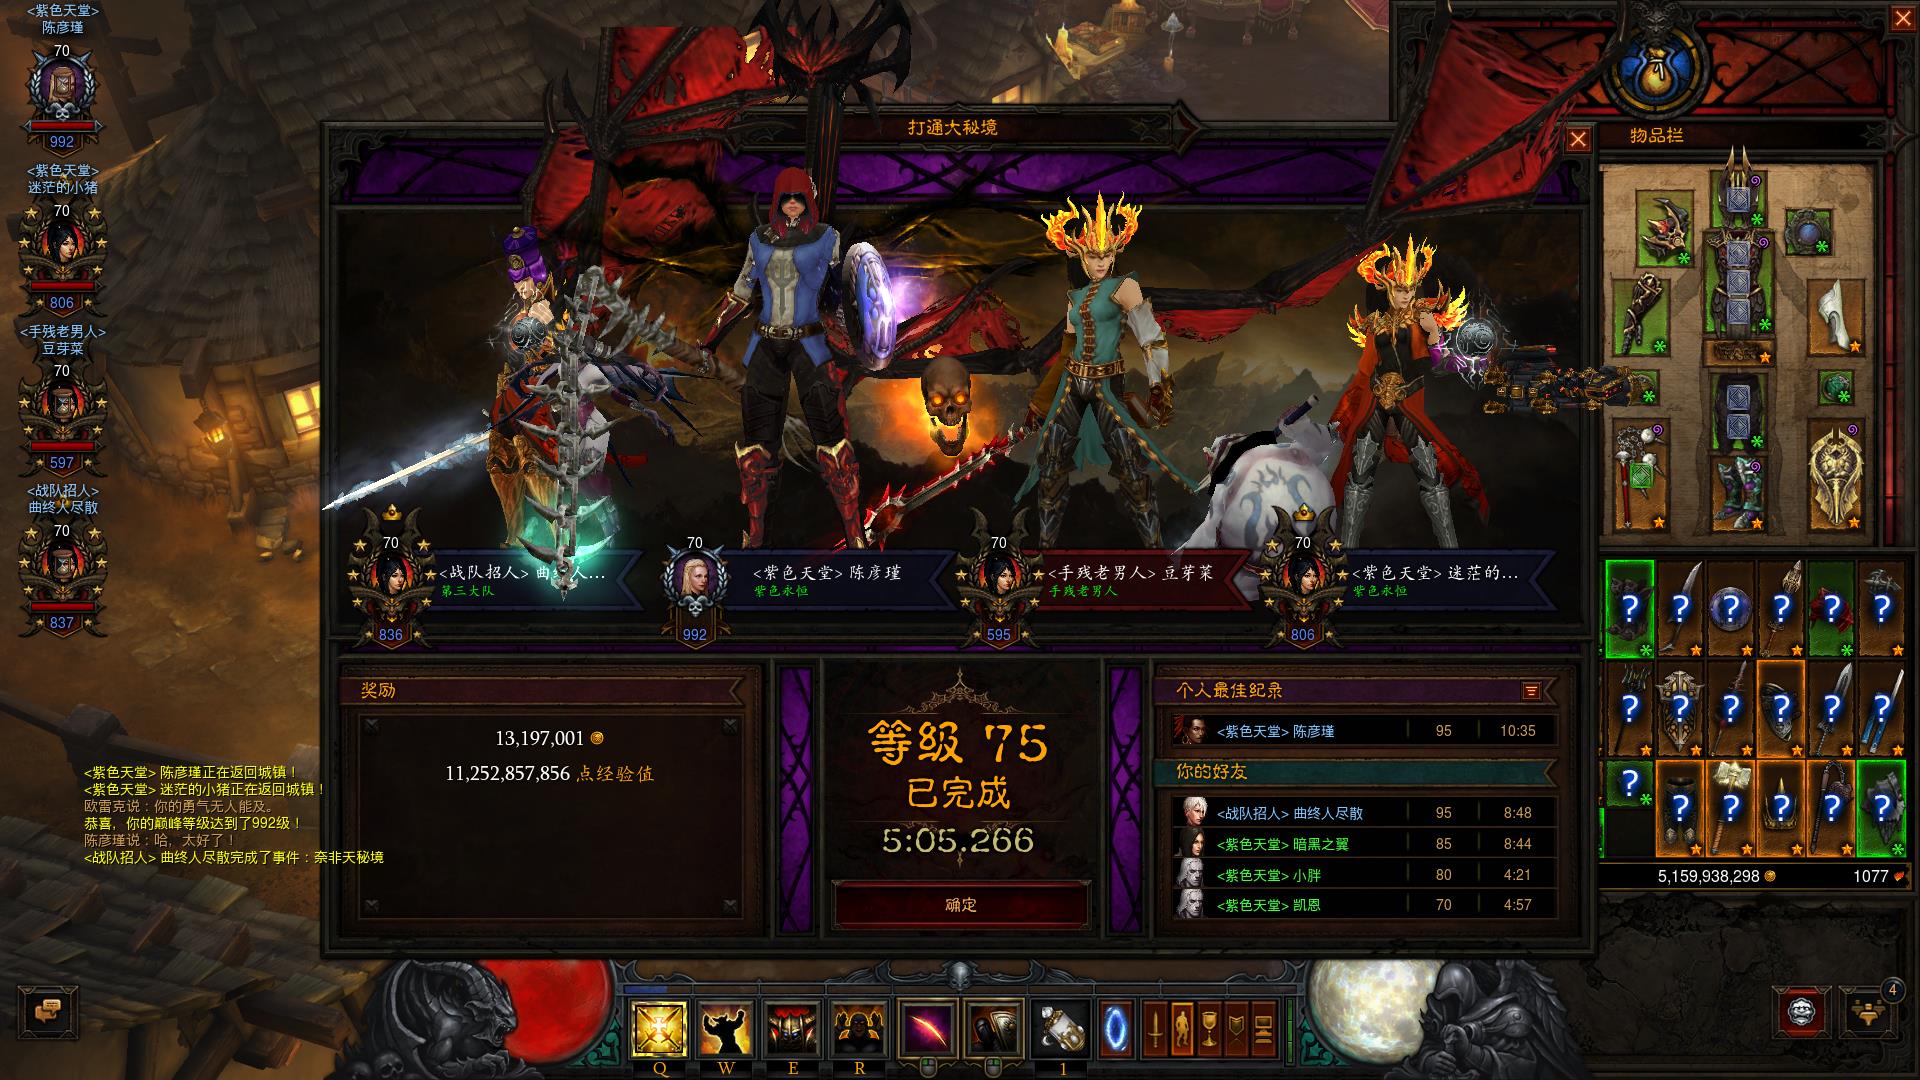 <紫色天堂>
陈彦瑾
70
992
<紫色天堂>
迷茫的小猪
70
806
<手残老男人>
豆芽菜
70
597
<战队招人>
曲终人尽散
70
837
打通大秘境
物品栏
70
<战队招人> 曲终人...
第三大队
836
70
<紫色天堂> 陈彦瑾
紫色永恒
992
70
<手残老男人> 豆芽菜
手残老男人
595
70
<紫色天堂> 迷茫的...
紫色永恒
806
奖励
13,197,001
11,252,857,856 点经验值
等级 75
已完成
5:05.266
确定
个人最佳纪录
<紫色天堂> 陈彦瑾 95 10:35
你的好友
<战队招人> 曲终人尽散 95 8:48
<紫色天堂> 暗黑之翼 85 8:44
<紫色天堂> 小胖 80 4:21
<紫色天堂> 凯恩 70 4:57
<紫色天堂> 陈彦瑾正在返回城镇！
<紫色天堂> 迷茫的小猪正在返回城镇！
欧雷克说：你的勇气无人能及。
恭喜，你的巅峰等级达到了992级！
陈彦瑾说：哈，太好了！
<战队招人> 曲终人尽散完成了事件：奈非天秘境
? ? ? ? ? ?
? ? ? ? ? ?
? ? ? ? ? ?
5,159,938,298 1077
Q W E R 1
4